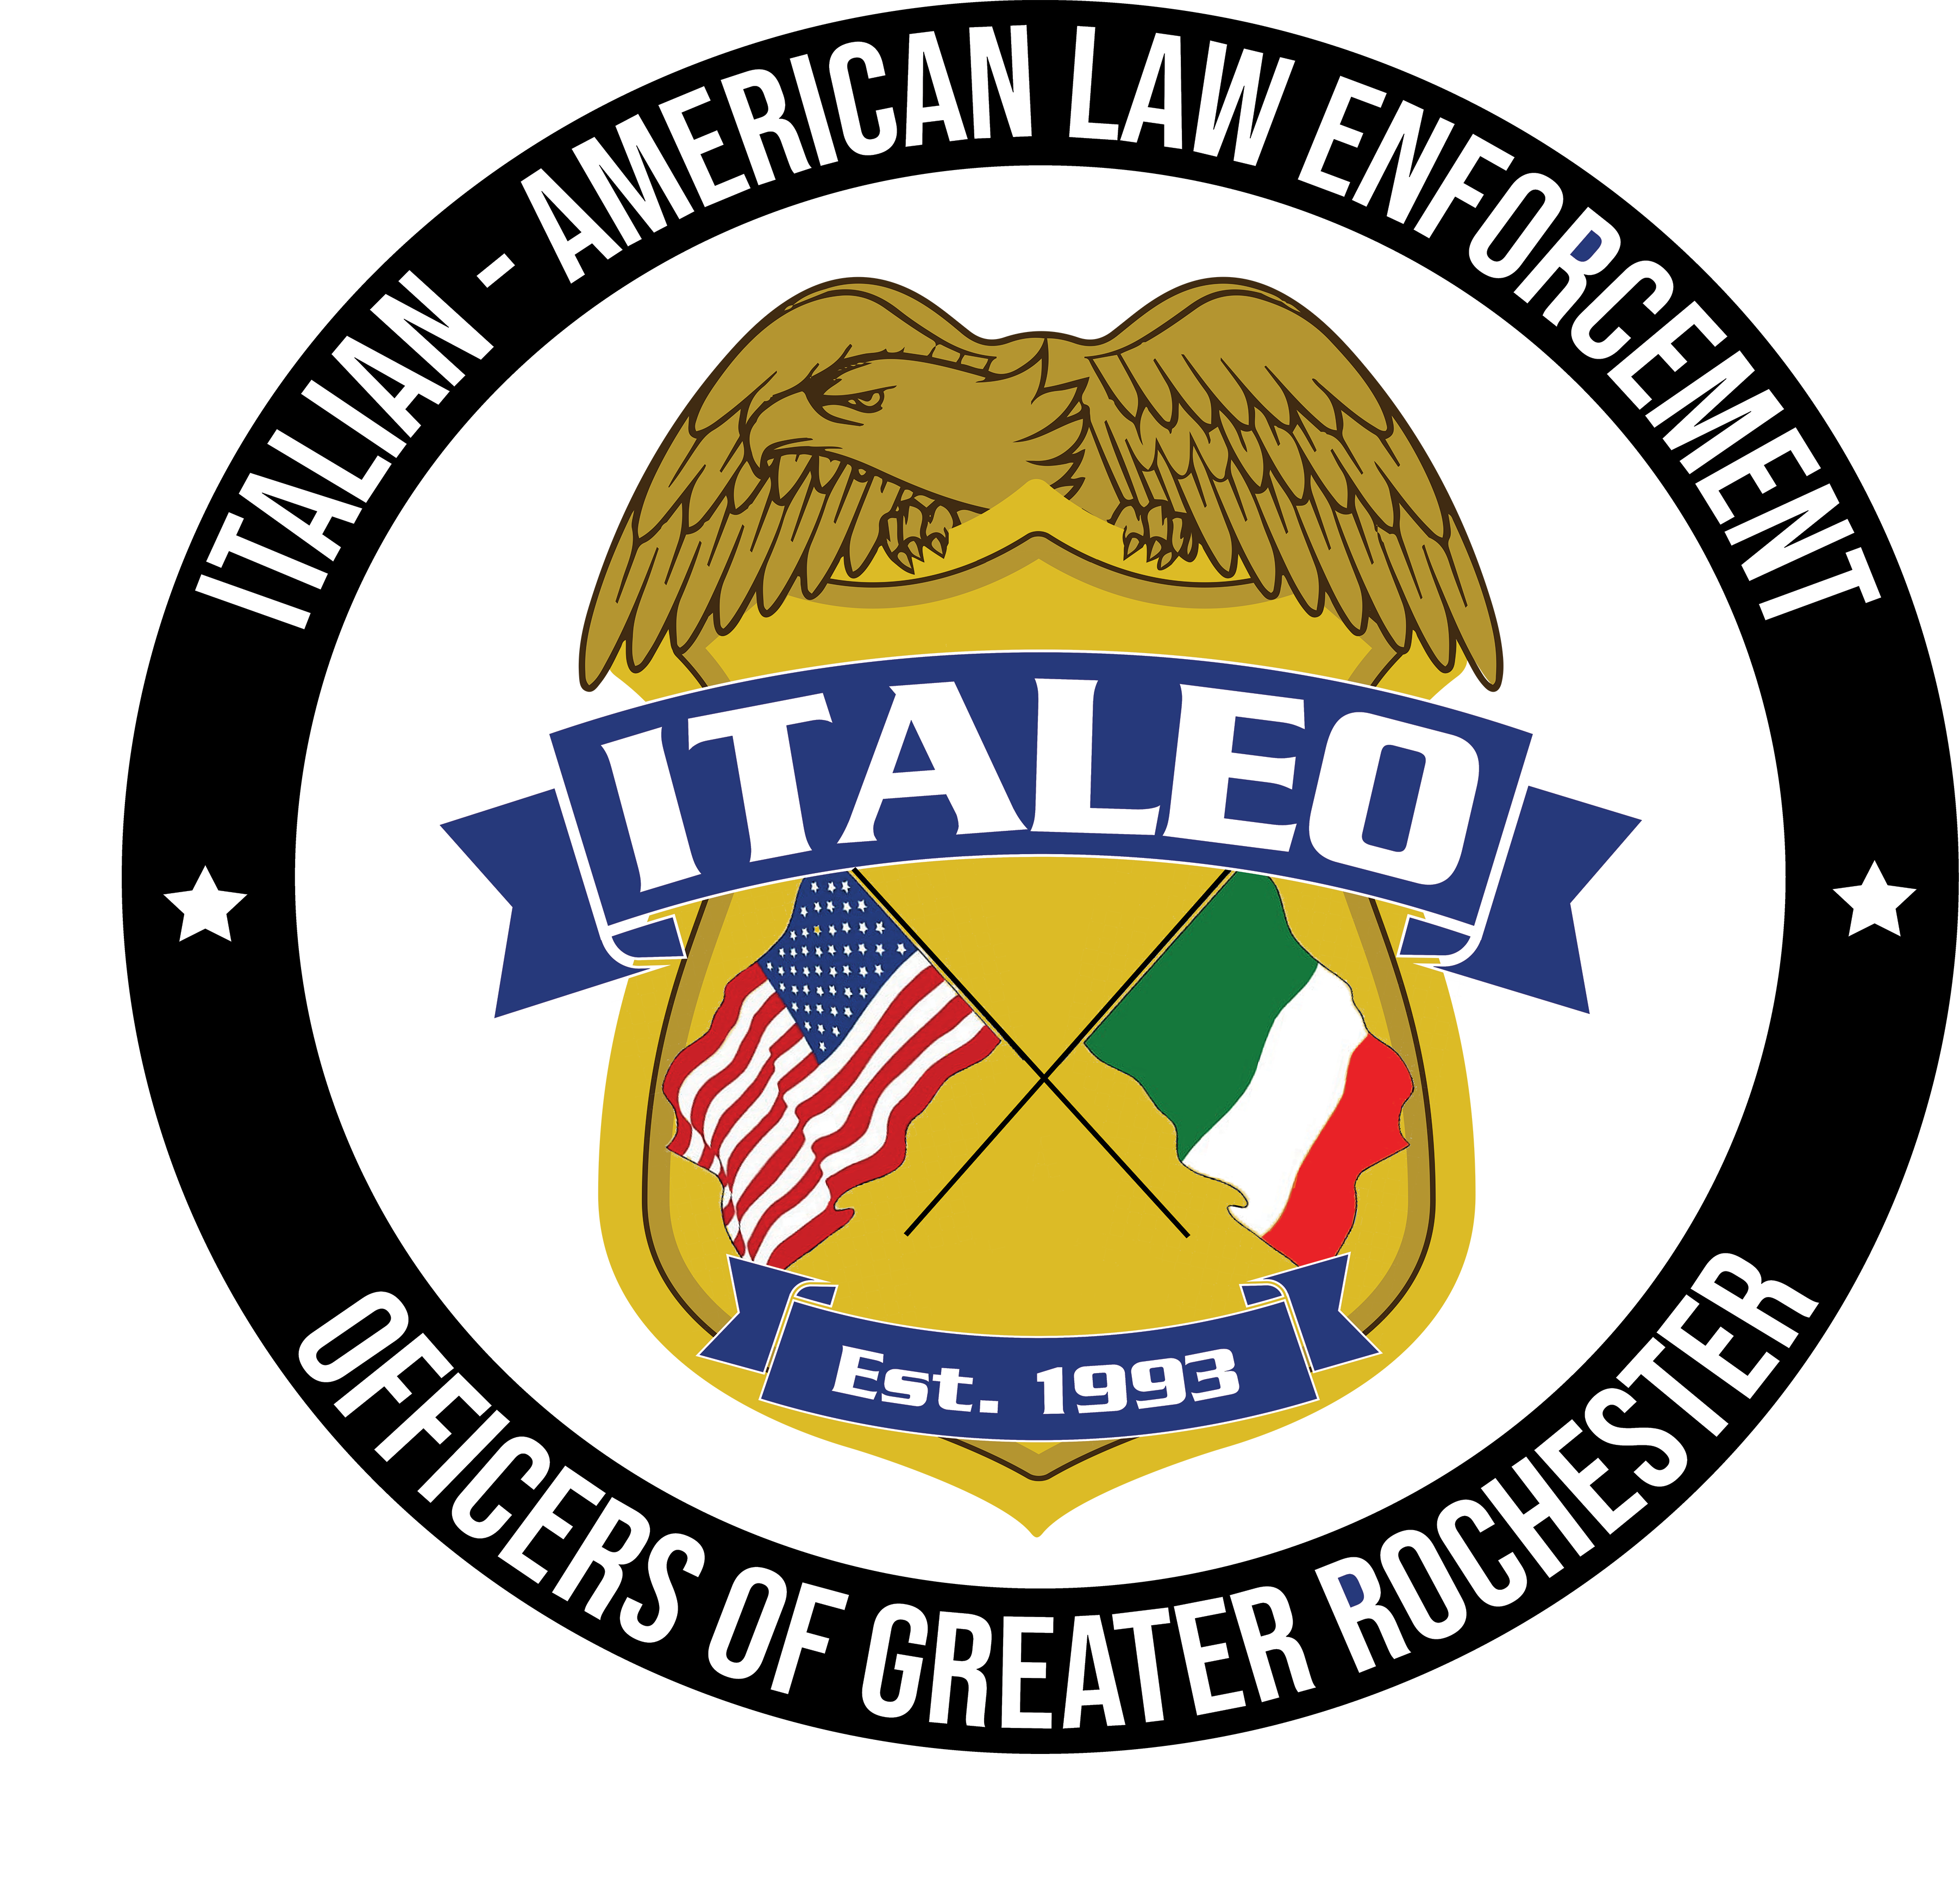 ITALIAN - AMERICAN LAW ENFORCEMENT
ITALEO
Est. 1993
OFFICERS OF GREATER ROCHESTER